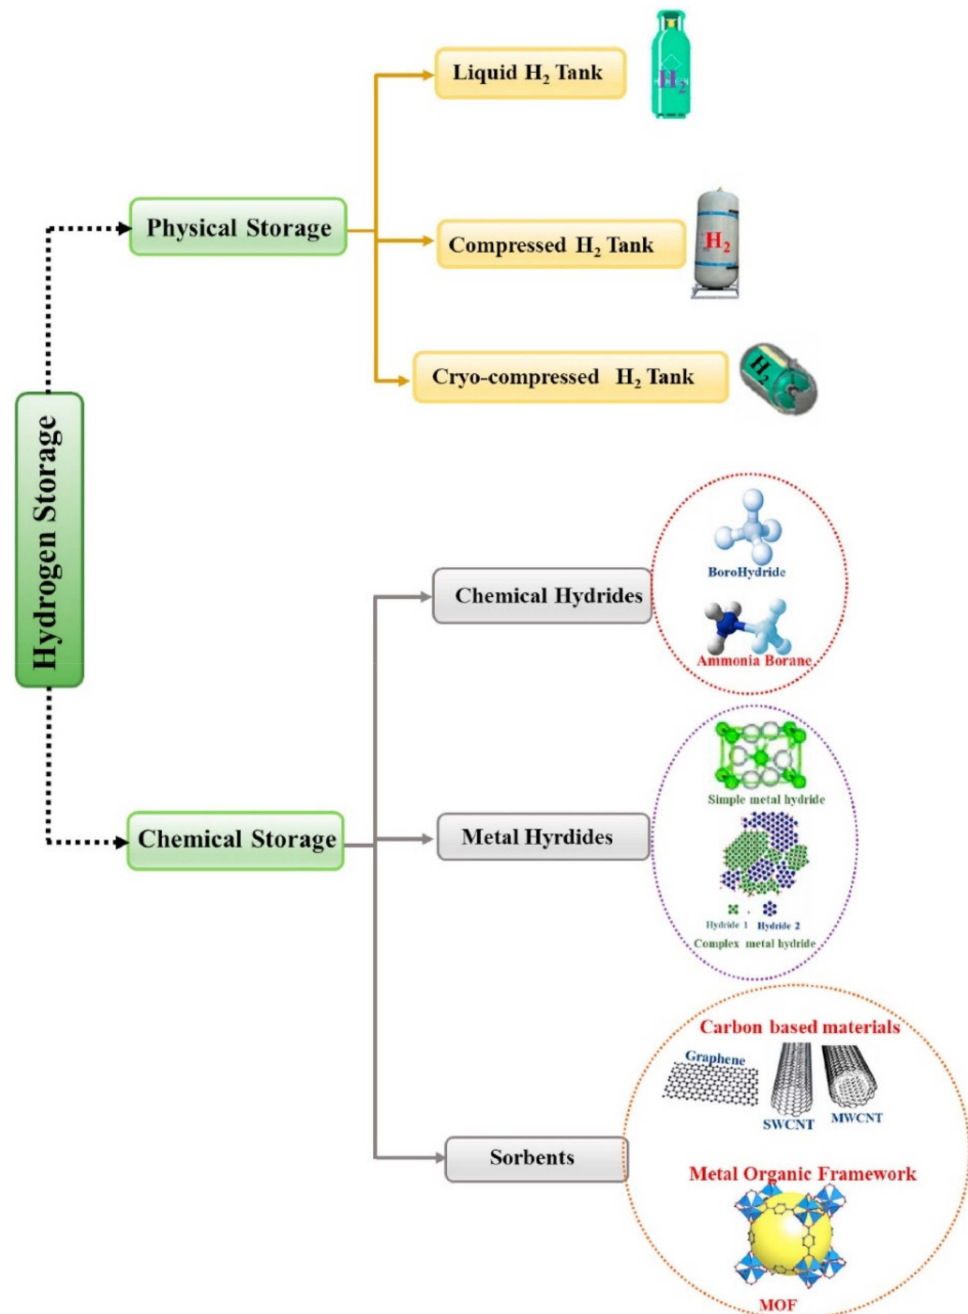 Liquid H₂ Tank
H₂
Physical Storage
Compressed H₂ Tank
H₂
Cryo-compressed H₂ Tank
H₂
Hydrogen Storage
Chemical Hydrides
BoroHydride
Ammonia Borane
Chemical Storage
Metal Hyrdides
Simple metal hydride
Hydride 1
Hydride 2
Complex metal hydride
Sorbents
Carbon based materials
Graphene
SWCNT
MWCNT
Metal Organic Framework
MOF